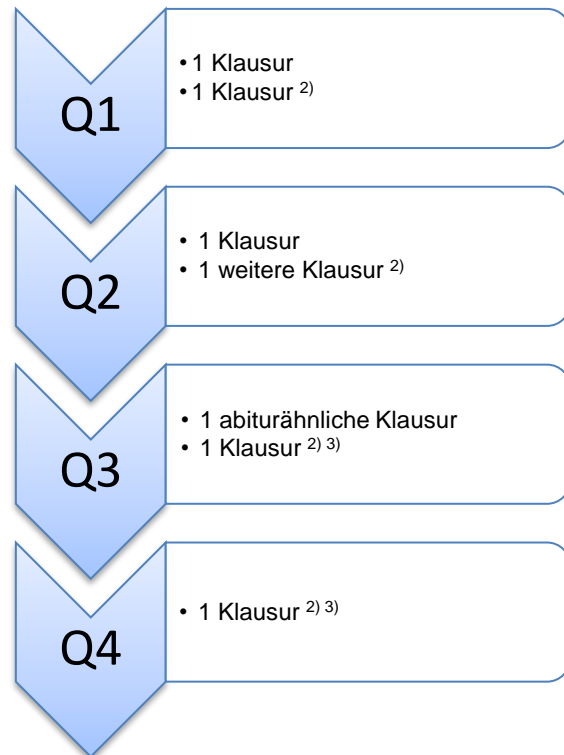 Q1
• 1 Klausur
• 1 Klausur 2)
Q2
• 1 Klausur
• 1 weitere Klausur 2)
Q3
• 1 abiturähnliche Klausur
• 1 Klausur 2) 3)
Q4
• 1 Klausur 2) 3)